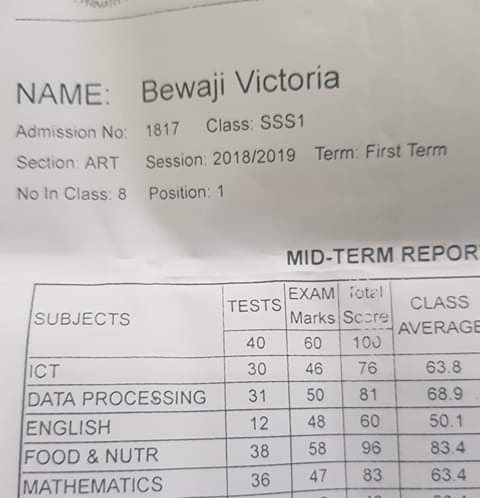 NAME: Bewaji Victoria
Admission No: 1817 Class: SSS1
Section: ART Session: 2018/2019 Term: First Term
No In Class: 8 Position: 1
MID-TERM REPOR
SUBJECTS TESTS EXAM Marks Total Score CLASS AVERAGE
40 60 100
ICT 30 46 76 63.8
DATA PROCESSING 31 50 81 68.9
ENGLISH 12 48 60 50.1
FOOD & NUTR 38 58 96 83.4
MATHEMATICS 36 47 83 63.4